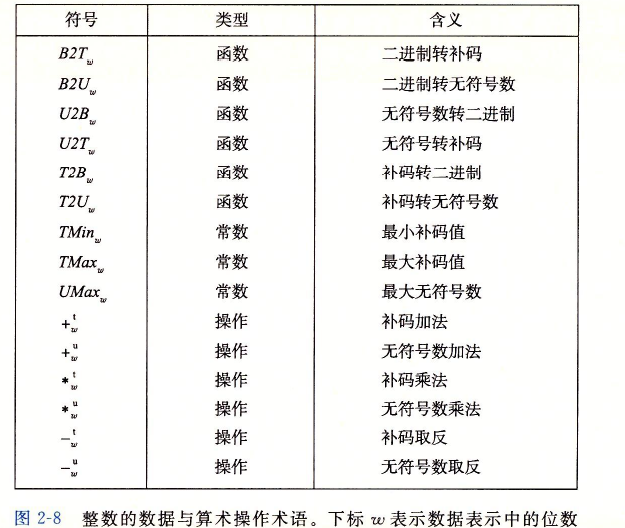 符号 类型 含义
B2T_w 函数 二进制转补码
B2U_w 函数 二进制转无符号数
U2B_w 函数 无符号数转二进制
U2T_w 函数 无符号转补码
T2B_w 函数 补码转二进制
T2U_w 函数 补码转无符号数
TMin_w 常数 最小补码值
TMax_w 常数 最大补码值
UMax_w 常数 最大无符号数
+^t_w 操作 补码加法
+^u_w 操作 无符号数加法
*^t_w 操作 补码乘法
*^u_w 操作 无符号数乘法
-^t_w 操作 补码取反
-^u_w 操作 无符号数取反
图 2-8 整数的数据与算术操作术语。下标 w 表示数据表示中的位数